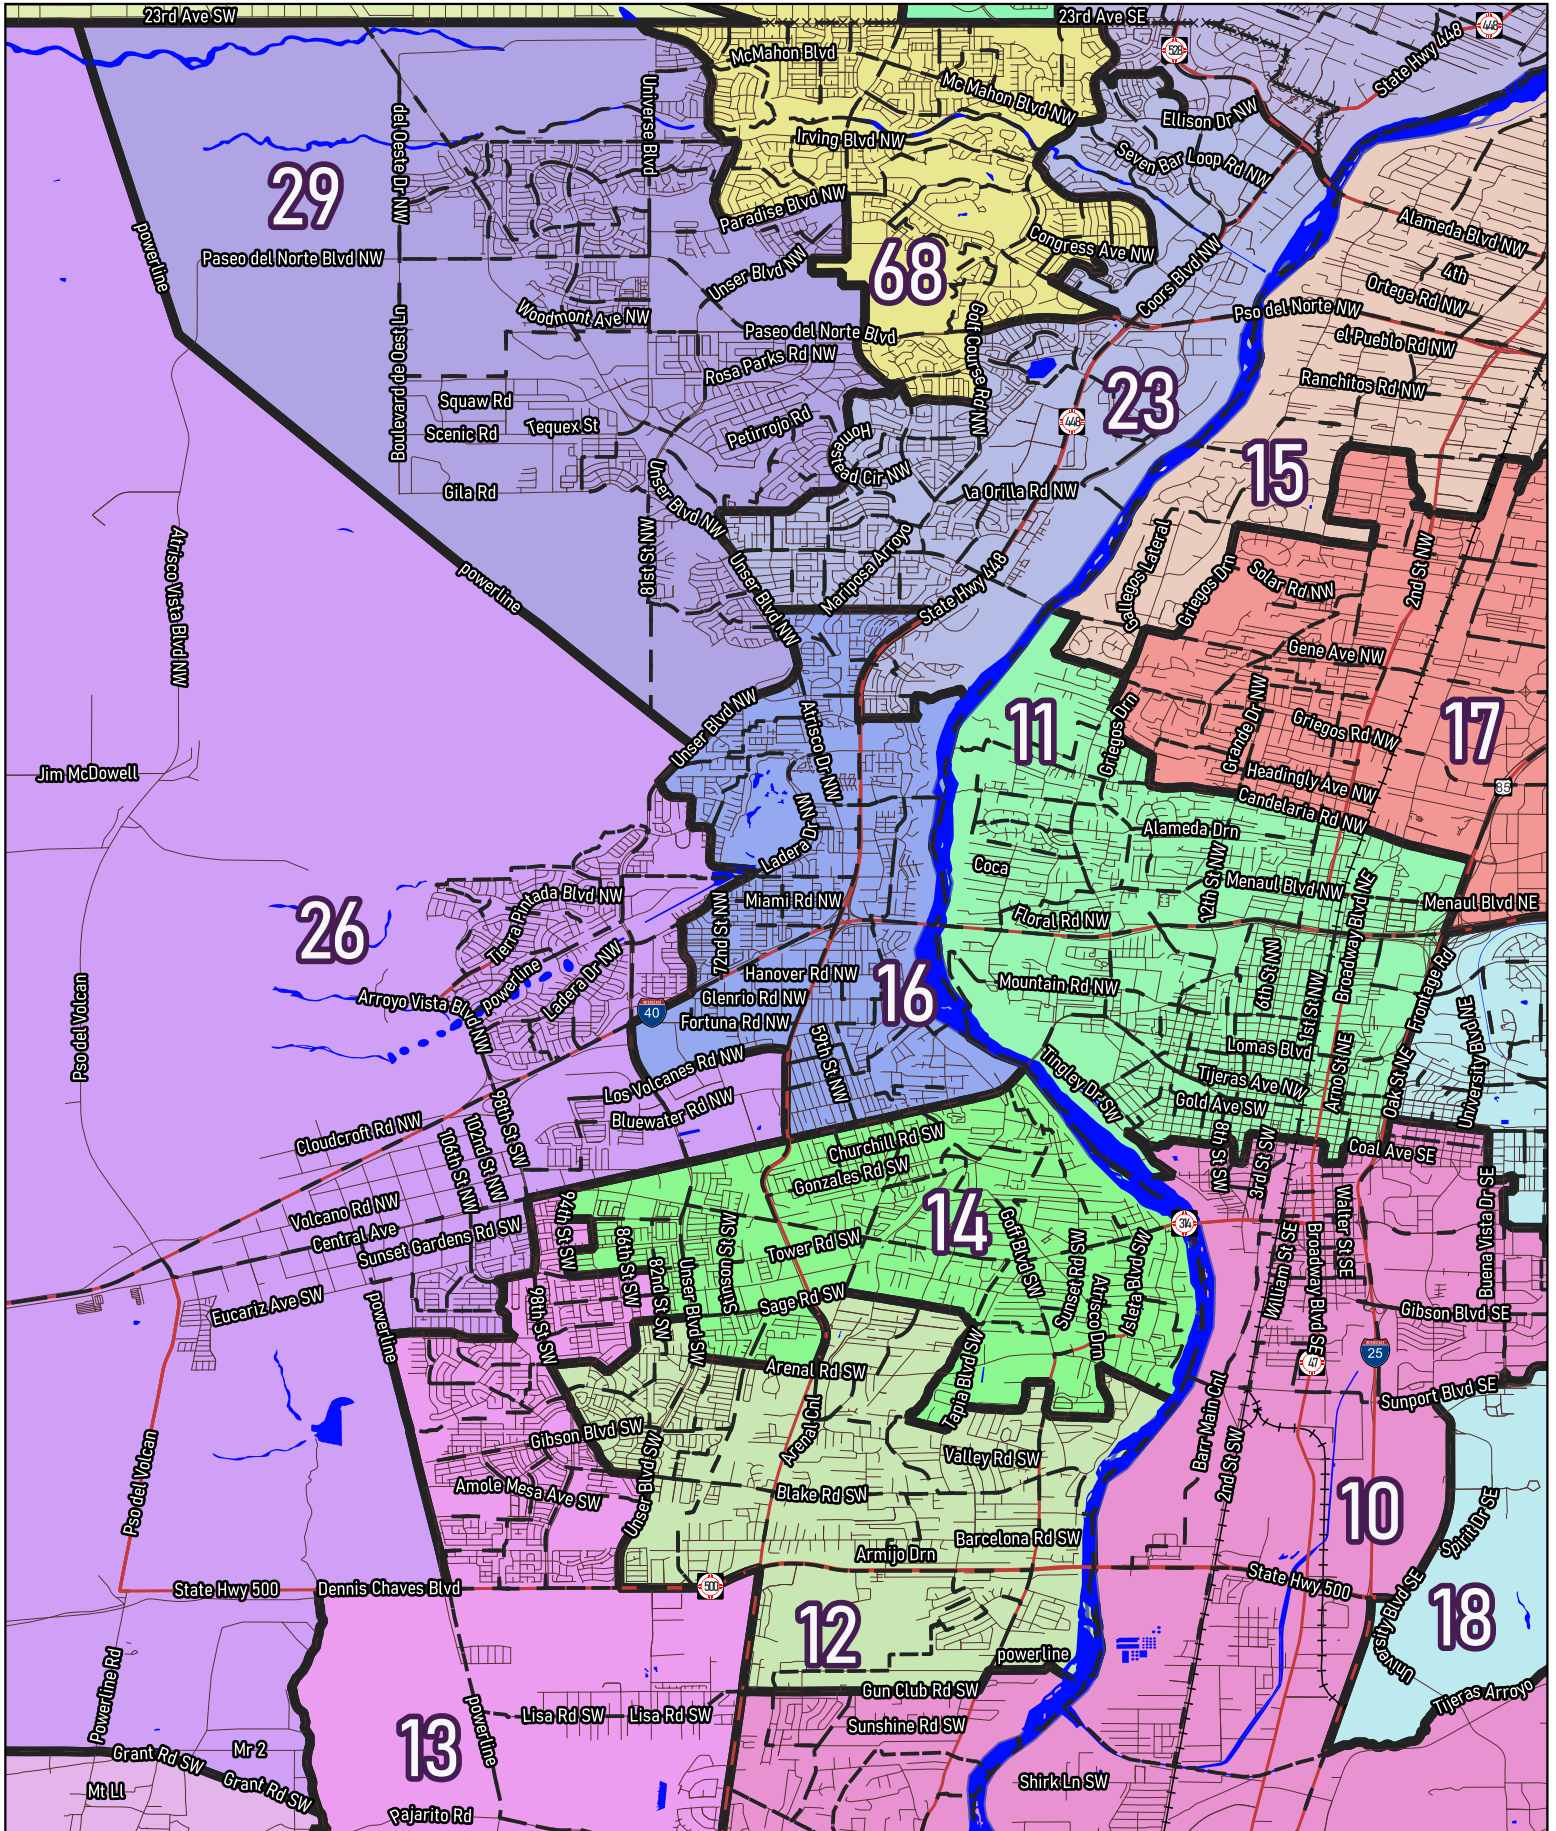 23rd Ave SW
23rd Ave SE
448
528
State Hwy 448
McMahon Blvd
Mc Mahon Blvd NW
Universe Blvd
del Oeste Dr NW
Ellison Dr NW
Irving Blvd NW
Seven Bar Loop Rd NW
29
Paradise Blvd NW
Alameda Blvd NW
powerline
Paseo del Norte Blvd NW
Congress Ave NW
68
Unser Blvd NW
Coors Blvd NW
4th
Ortega Rd NW
Woodmont Ave NW
Pso del Norte NW
Paseo del Norte Blvd
Golf Course Rd NW
el Pueblo Rd NW
Boulevard de Oest Ln
Rosa Parks Rd NW
Ranchitos Rd NW
Squaw Rd
23
448
Scenic Rd
Tequex St
Petirrojo Rd
Homestead Cir NW
15
Gila Rd
Unser Blvd NW
la Orilla Rd NW
Atrisco Vista Blvd NW
81st St NW
powerline
Unser Blvd NW
Mariposa Arroyo
State Hwy 448
Gallegos Lateral
Griegos Drn
Solar Rd NW
2nd St NW
Gene Ave NW
Unser Blvd NW
Atrisco Dr NW
11
Griegos Drn
Grande Dr NW
Griegos Rd NW
17
Jim McDowell
Headingly Ave NW
85
Candelaria Rd NW
Ladera Dr NW
Alameda Drn
Coca
12th St NW
Menaul Blvd NW
Menaul Blvd NE
Tierra Pintada Blvd NW
Miami Rd NW
26
72nd St NW
Floral Rd NW
Broadway Blvd NE
Frontage Rd
powerline
Ladera Dr NW
Hanover Rd NW
16
Mountain Rd NW
6th St NW
1st St NW
Arroyo Vista Blvd NW
40
Glenrio Rd NW
Fortuna Rd NW
Pso del Volcan
59th St NW
Lomas Blvd
University Blvd NE
Los Volcanes Rd NW
Tingley Dr SW
Tijeras Ave NW
Arno St NE
Oak St NE
Bluewater Rd NW
Gold Ave SW
98th St SW
Cloudcroft Rd NW
102nd St NW
106th St NW
Churchill Rd SW
4th St SW
3rd St SW
Coal Ave SE
Gonzales Rd SW
Volcano Rd NW
94th St SW
14
314
Walter St SE
Buena Vista Dr SE
Central Ave
Sunset Gardens Rd SW
86th St SW
82nd St SW
Unser Blvd SW
Stinson St SW
Tower Rd SW
Goff Blvd SW
Sunset Rd SW
Atrisco Drn
Isleta Blvd SW
William St SE
Broadway Blvd SE
Eucariz Ave SW
powerline
98th St SW
Sage Rd SW
Gibson Blvd SE
Tapia Blvd SW
Arenal Rd SW
47
25
Barr Main Cnl
Sunport Blvd SE
Gibson Blvd SW
Arenal Cnl
Valley Rd SW
Pso del Volcan
Amole Mesa Ave SW
Unser Blvd SW
Blake Rd SW
2nd St SW
10
Spirit Dr SE
Barcelona Rd SW
Armijo Drn
State Hwy 500
Dennis Chaves Blvd
500
State Hwy 500
University Blvd SE
18
12
powerline
Powerline Rd
Gun Club Rd SW
Tijeras Arroyo
powerline
Lisa Rd SW
Lisa Rd SW
Sunshine Rd SW
13
Grant Rd SW
Mr 2
Mt Ll
Grant Rd SW
Shirk Ln SW
Pajarito Rd